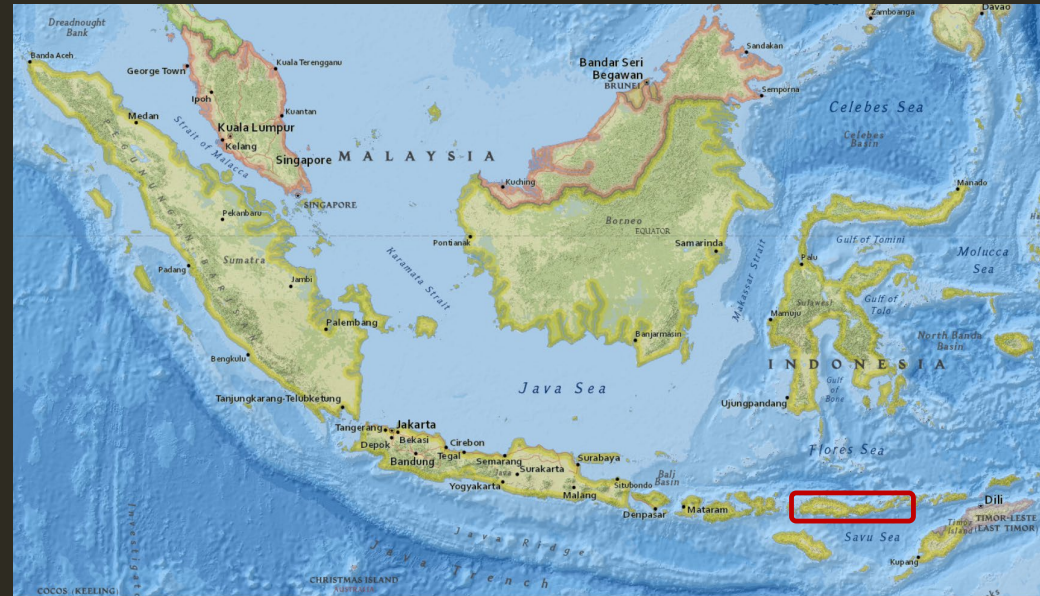 Dreadnought
Bank
Zamboanga
Davao
Banda Aceh
Kuala Terengganu
George Town
Bandar Seri
Begawan
BRUNEI
Sandakan
Ipoh
Semporna
Medan
Kuantan
Celebes Sea
Strait of Malacca
Kuala Lumpur
Kelang
Celebes
Basin
Singapore
MALAYSIA
Kuching
Manado
SINGAPORE
Pekanbaru
Borneo
EQUATOR
Pontianak
Samarinda
Gulf of Tomini
Molucca
Sea
Padang
Sumatra
Karamata Strait
Makassar Strait
Palu
Jambi
Gulf of
Tolo
Mamuju
Palembang
Banjarmasin
North Banda
Basin
Bengkulu
INDONESIA
Java Sea
Gulf
of
Bone
Tanjungkarang-Telubketung
Ujungpandang
Tangerang
Jakarta
Depok
Bekasi
Cirebon
Flores Sea
Bandung
Tegal
Semarang
Surabaya
Java
Surakarta
Bali
Basin
Yogyakarta
Malang
Situbondo
Denpasar
Mataram
Dili
TIMOR-LESTE
(EAST TIMOR)
Timor
Island
Savu Sea
Java Ridge
Kupang
Java Trench
CHRISTMAS ISLAND
AUSTRALIA
COCOS (KEELING)